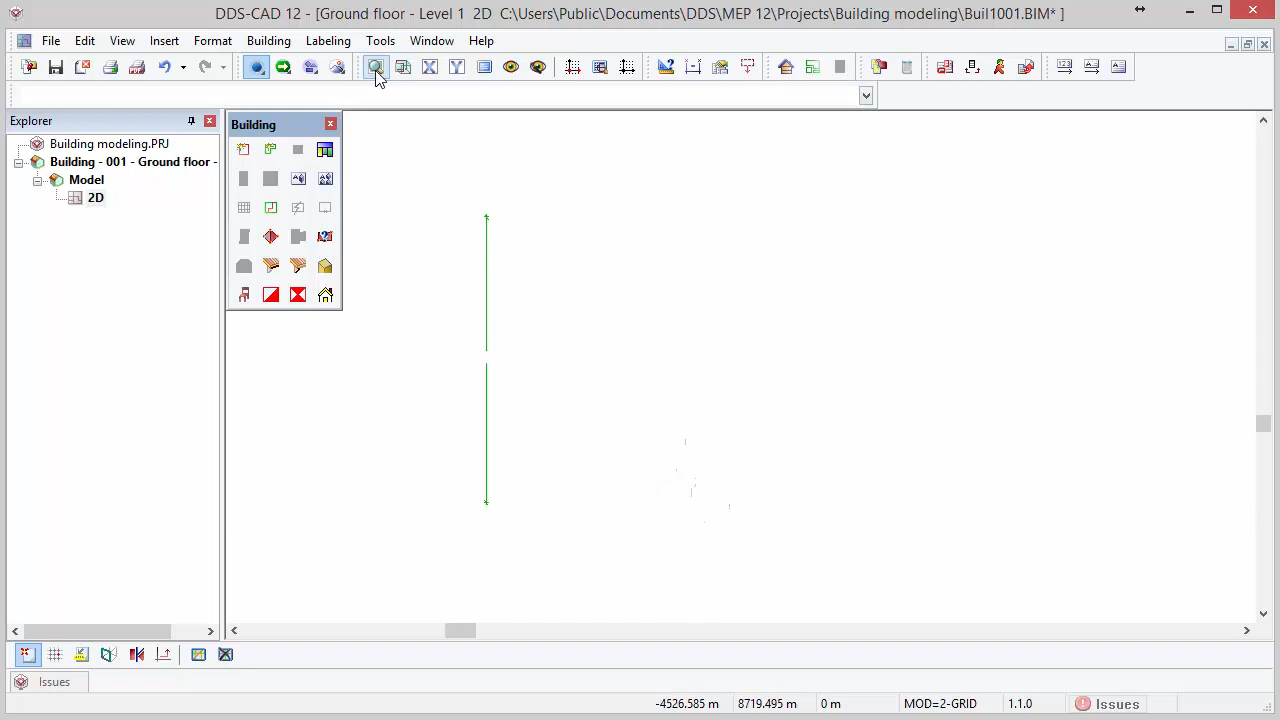 DDS-CAD 12 - [Ground floor - Level 1  2D  C:\Users\Public\Documents\DDS\MEP 12\Projects\Building modeling\Buil1001.BIM* ]
File Edit View Insert Format Building Labeling Tools Window Help
Explorer
Building
Building modeling.PRJ
Building - 001 - Ground floor -
Model
2D
Issues
-4526.585 m 8719.495 m 0 m MOD=2-GRID 1.1.0 Issues